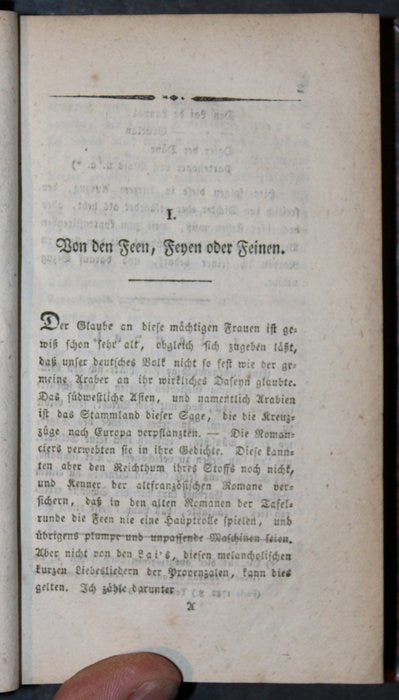 I.
Von den Feen, Feyen oder Feinen.
Der Glaube an diese mächtigen Frauen ist ge-
wiß schon sehr alt, obgleich sich zugeben läßt,
daß unser deutsches Volk nicht so fest wie der ge-
meine Araber an ihr wirkliches Daseyn glaubte.
Das südwestliche Asien, und namentlich Arabien
ist das Stammland dieser Sage, die die Kreuz-
züge nach Europa verpflanzten. — Die Roman-
ciers verwebten sie in ihre Gedichte. Diese kann-
ten aber den Reichthum ihres Stoffs noch nicht,
und Kenner der altfranzösischen Romane ver-
sichern, daß in den alten Romanen der Tafel-
runde die Feen nie eine Hauptrolle spielen, und
übrigens plumpe und unpassende Maschinen seien.
Aber nicht von den Lai's, diesen melancholischen
kurzen Liebesliedern der Provenzalen, kann dies
gelten. Ich zähle darunter
A